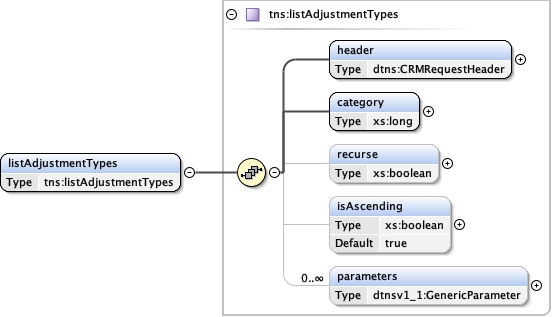 tns:listAdjustmentTypes
header
Type dtns:CRMRequestHeader
category
Type xs:long
listAdjustmentTypes
Type tns:listAdjustmentTypes
recurse
Type xs:boolean
isAscending
Type xs:boolean
Default true
0..∞
parameters
Type dtnsv1_1:GenericParameter